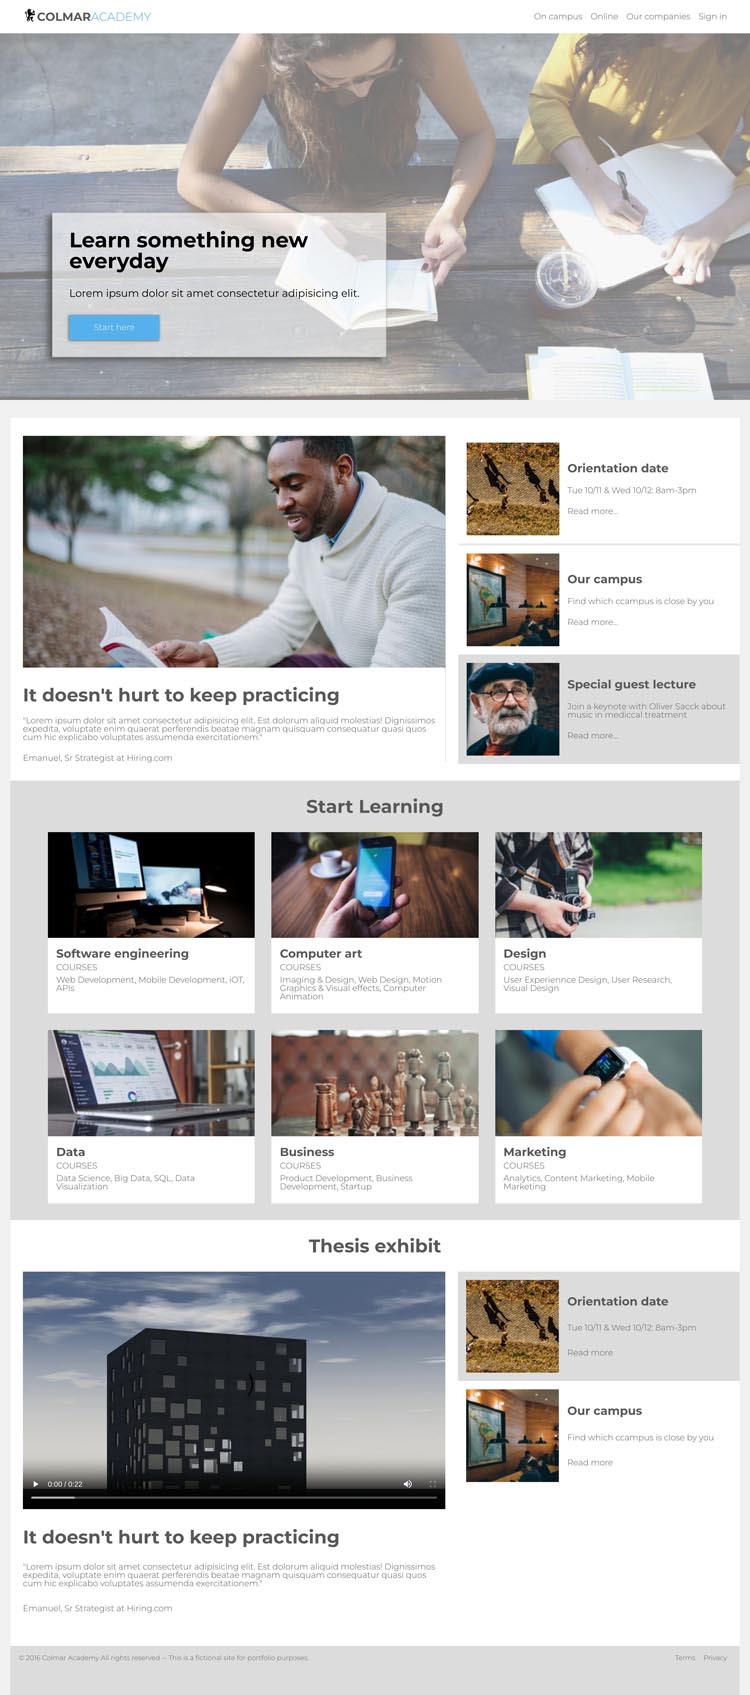 COLMARACADEMY
On campus Online Our companies Sign in
Learn something new
everyday
Lorem ipsum dolor sit amet consectetur adipisicing elit.
Start here
Orientation date
Tue 10/11 & Wed 10/12: 8am-3pm
Read more...
Our campus
Find which ccampus is close by you
Read more...
Special guest lecture
Join a keynote with Oliver Sacck about
music in mediccal treatment
Read more...
It doesn't hurt to keep practicing
"Lorem ipsum dolor sit amet consectetur adipisicing elit. Est dolorum aliquid molestias! Dignissimos
expedita, voluptate enim quaerat perferendis beatae magnam quisquam consequatur quasi quos
cum hic explicabo voluptates assumenda exercitationem."
Emanuel, Sr Strategist at Hiring.com
Start Learning
Software engineering
COURSES
Web Development, Mobile Development, iOT,
APIs
Computer art
COURSES
Imaging & Design, Web Design, Motion
Graphics & Visual effects, Computer
Animation
Design
COURSES
User Experiennce Design, User Research,
Visual Design
Data
COURSES
Data Science, Big Data, SQL, Data
Visualization
Business
COURSES
Product Development, Business
Development, Startup
Marketing
COURSES
Analytics, Content Marketing, Mobile
Marketing
Thesis exhibit
0:00 / 0:22
Orientation date
Tue 10/11 & Wed 10/12: 8am-3pm
Read more
Our campus
Find which ccampus is close by you
Read more
It doesn't hurt to keep practicing
"Lorem ipsum dolor sit amet consectetur adipisicing elit. Est dolorum aliquid molestias! Dignissimos
expedita, voluptate enim quaerat perferendis beatae magnam quisquam consequatur quasi quos
cum hic explicabo voluptates assumenda exercitationem."
Emanuel, Sr Strategist at Hiring.com
© 2016 Colmar Academy All rights reserved -- This is a fictional site for portfolio purposes.
Terms Privacy